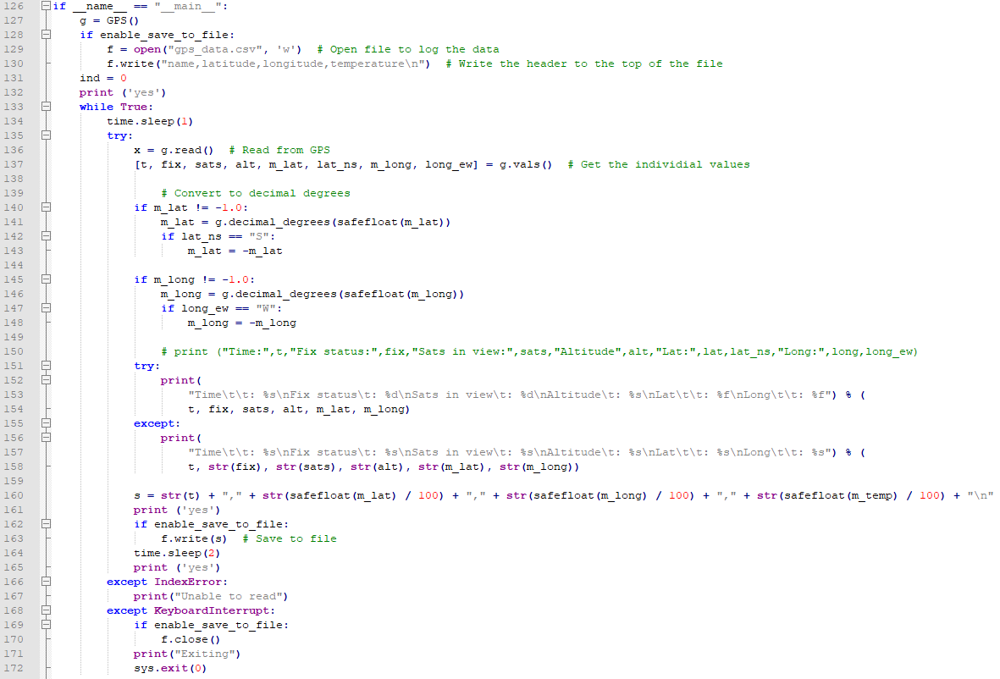 126 if __name__ == "__main__":
127 g = GPS()
128 if enable_save_to_file:
129 f = open("gps_data.csv", 'w')  # Open file to log the data
130 f.write("name,latitude,longitude,temperature\n")  # Write the header to the top of the file
131 ind = 0
132 print ('yes')
133 while True:
134 time.sleep(1)
135 try:
136 x = g.read()  # Read from GPS
137 [t, fix, sats, alt, m_lat, lat_ns, m_long, long_ew] = g.vals()  # Get the individial values
138
139 # Convert to decimal degrees
140 if m_lat != -1.0:
141 m_lat = g.decimal_degrees(safefloat(m_lat))
142 if lat_ns == "S":
143 m_lat = -m_lat
144
145 if m_long != -1.0:
146 m_long = g.decimal_degrees(safefloat(m_long))
147 if long_ew == "W":
148 m_long = -m_long
149
150 # print ("Time:",t,"Fix status:",fix,"Sats in view:",sats,"Altitude",alt,"Lat:",lat,lat_ns,"Long:",long,long_ew)
151 try:
152 print(
153 "Time\t\t: %s\nFix status\t: %d\nSats in view\t: %d\nAltitude\t: %s\nLat\t\t: %f\nLong\t\t: %f") % (
154 t, fix, sats, alt, m_lat, m_long)
155 except:
156 print(
157 "Time\t\t: %s\nFix status\t: %s\nSats in view\t: %s\nAltitude\t: %s\nLat\t\t: %s\nLong\t\t: %s") % (
158 t, str(fix), str(sats), str(alt), str(m_lat), str(m_long))
159
160 s = str(t) + "," + str(safefloat(m_lat) / 100) + "," + str(safefloat(m_long) / 100) + "," + str(safefloat(m_temp) / 100) + "\n"
161 print ('yes')
162 if enable_save_to_file:
163 f.write(s)  # Save to file
164 time.sleep(2)
165 print ('yes')
166 except IndexError:
167 print("Unable to read")
168 except KeyboardInterrupt:
169 if enable_save_to_file:
170 f.close()
171 print("Exiting")
172 sys.exit(0)